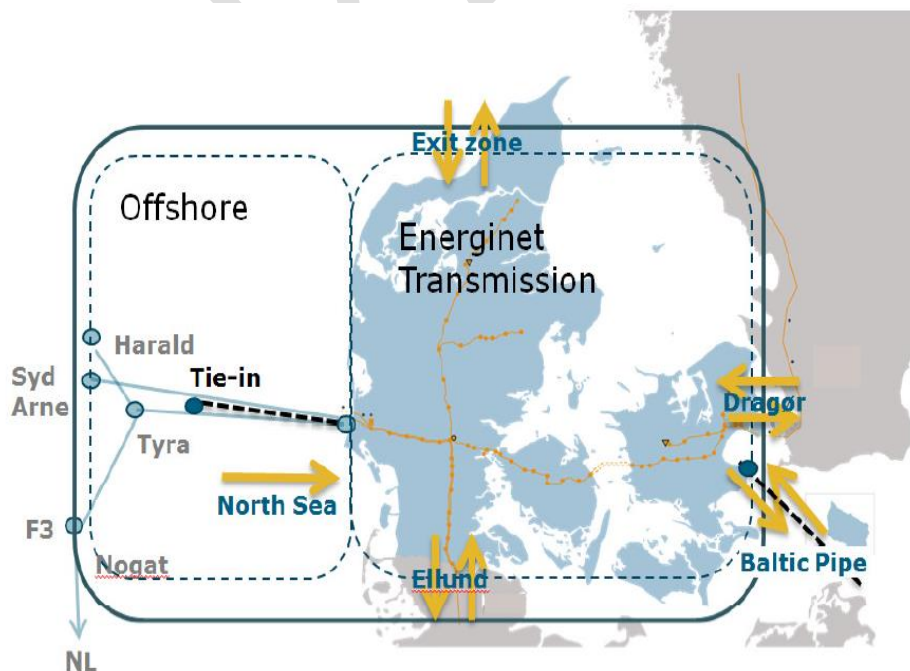 Exit zone
Offshore
Energinet
Transmission
Harald
Tie-in
Syd
Arne
Dragør
Tyra
North Sea
F3
Nogat
Ellund
Baltic Pipe
NL